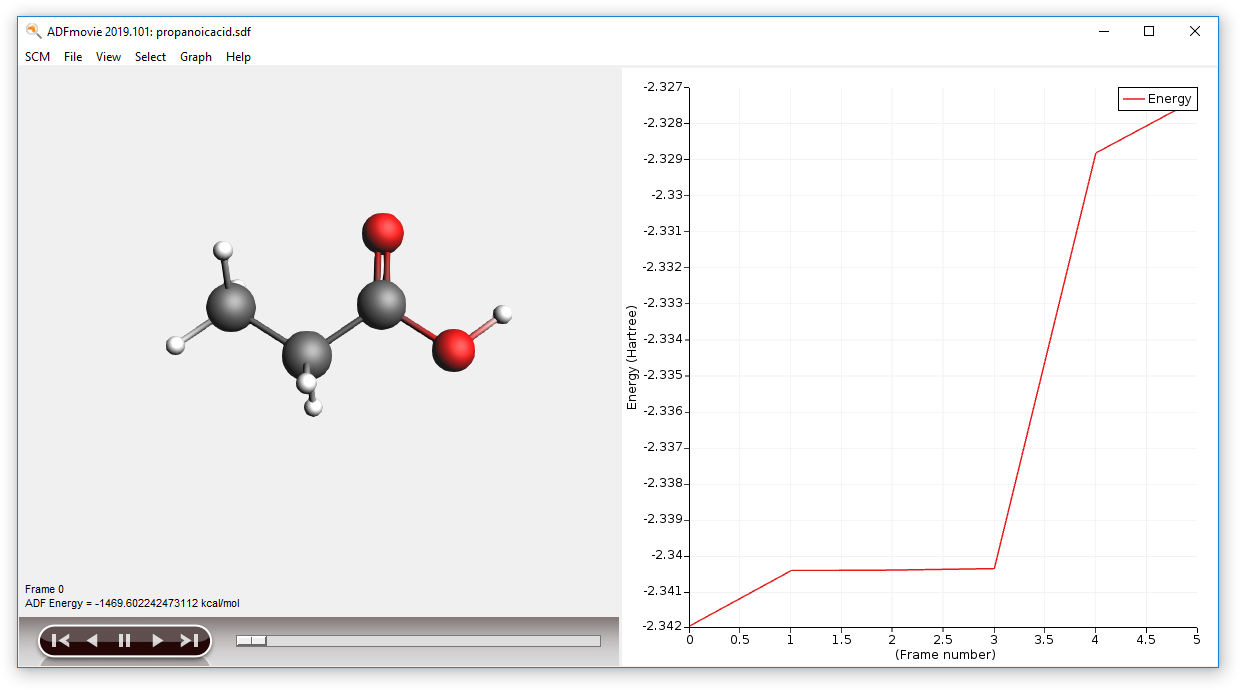 ADFmovie 2019.101: propanoicacid.sdf
SCM File View Select Graph Help
-2.327
-2.328
-2.329
-2.33
-2.331
-2.332
-2.333
-2.334
-2.335
-2.336
-2.337
-2.338
-2.339
-2.34
-2.341
-2.342
Energy (Hartree)
Energy
0 0.5 1 1.5 2 2.5 3 3.5 4 4.5 5
(Frame number)
Frame 0
ADF Energy = -1469.602242473112 kcal/mol